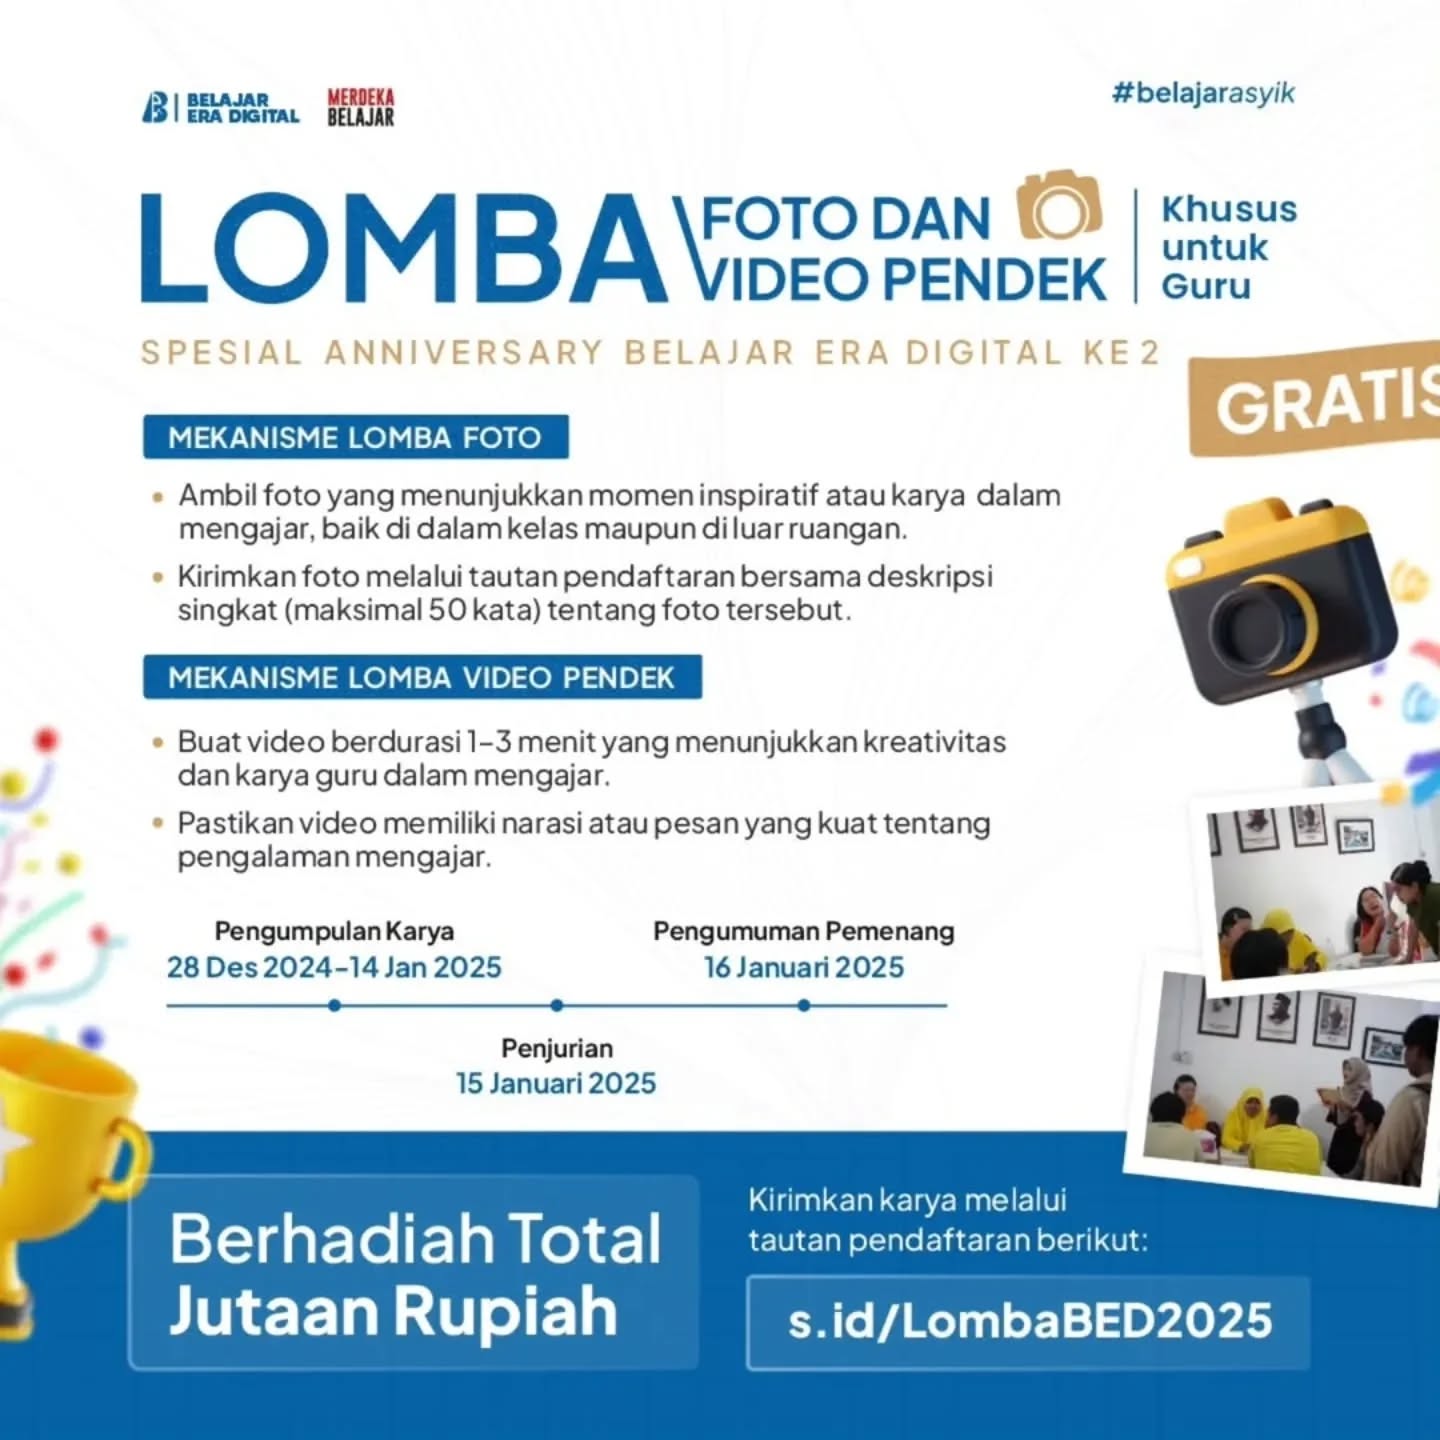 BELAJAR
ERA DIGITAL
MERDEKA
BELAJAR
#belajarasyik
LOMBA
FOTO DAN
VIDEO PENDEK
Khusus
untuk
Guru
SPESIAL ANNIVERSARY BELAJAR ERA DIGITAL KE 2
GRATIS
MEKANISME LOMBA FOTO
• Ambil foto yang menunjukkan momen inspiratif atau karya dalam
mengajar, baik di dalam kelas maupun di luar ruangan.
• Kirimkan foto melalui tautan pendaftaran bersama deskripsi
singkat (maksimal 50 kata) tentang foto tersebut.
MEKANISME LOMBA VIDEO PENDEK
• Buat video berdurasi 1–3 menit yang menunjukkan kreativitas
dan karya guru dalam mengajar.
• Pastikan video memiliki narasi atau pesan yang kuat tentang
pengalaman mengajar.
Pengumpulan Karya
28 Des 2024–14 Jan 2025
Penjurian
15 Januari 2025
Pengumuman Pemenang
16 Januari 2025
Berhadiah Total
Jutaan Rupiah
Kirimkan karya melalui
tautan pendaftaran berikut:
s.id/LombaBED2025